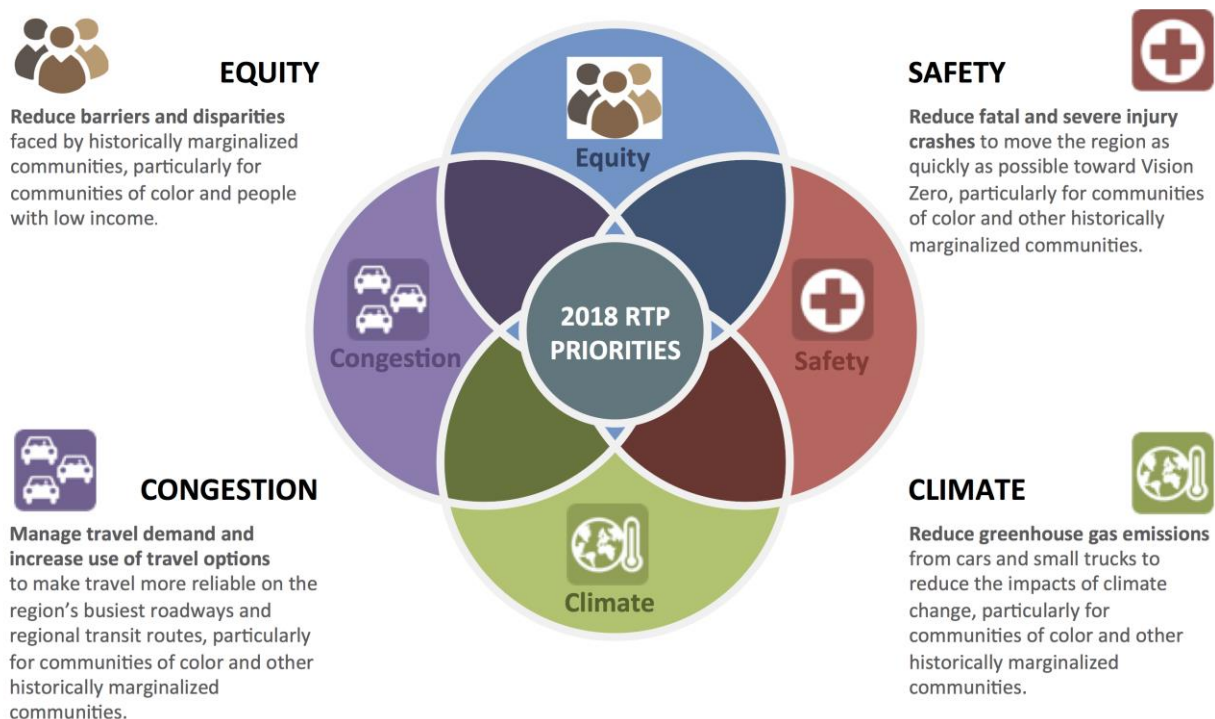 EQUITY
Reduce barriers and disparities
faced by historically marginalized
communities, particularly for
communities of color and people
with low income.
SAFETY
Reduce fatal and severe injury
crashes to move the region as
quickly as possible toward Vision
Zero, particularly for communities
of color and other historically
marginalized communities.
Equity
Congestion
2018 RTP
PRIORITIES
Safety
Climate
CONGESTION
Manage travel demand and
increase use of travel options
to make travel more reliable on the
region's busiest roadways and
regional transit routes, particularly
for communities of color and other
historically marginalized
communities.
CLIMATE
Reduce greenhouse gas emissions
from cars and small trucks to
reduce the impacts of climate
change, particularly for
communities of color and other
historically marginalized
communities.